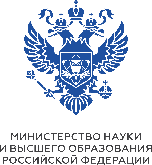 МИНИСТЕРСТВО НАУКИ
И ВЫСШЕГО ОБРАЗОВАНИЯ
РОССИЙСКОЙ ФЕДЕРАЦИИ